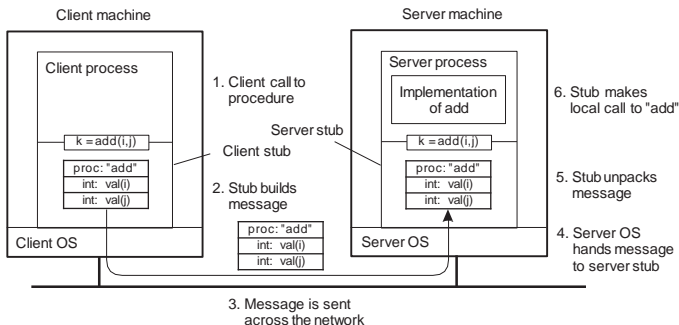 Client machine
Server machine
Client process
1. Client call to
procedure
Server process
Implementation
of add
6. Stub makes
local call to "add"
Server stub
k = add(i,j)
k = add(i,j)
Client stub
proc: "add"
int: val(i)
int: val(j)
proc: "add"
int: val(i)
int: val(j)
5. Stub unpacks
message
2. Stub builds
message
proc: "add"
int: val(i)
int: val(j)
4. Server OS
hands message
to server stub
Client OS
Server OS
3. Message is sent
across the network